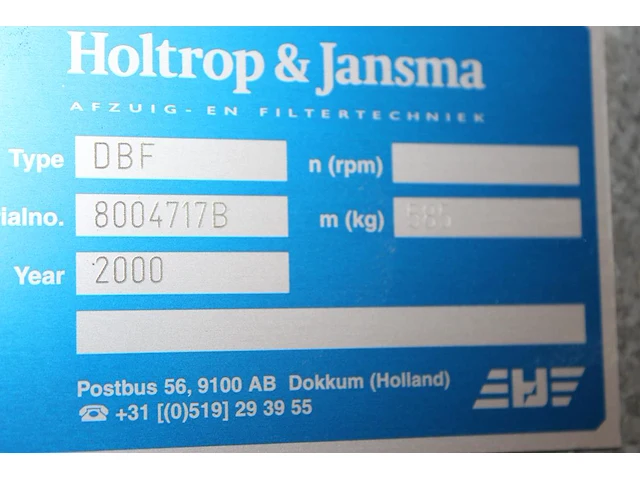 Holtrop & Jansma
AFZUIG- EN FILTERTECHNIEK
Type DBF n (rpm)
ialno. 8004717B m (kg) 585
Year 2000
Postbus 56, 9100 AB Dokkum (Holland)
☎ +31 [(0)519] 29 39 55